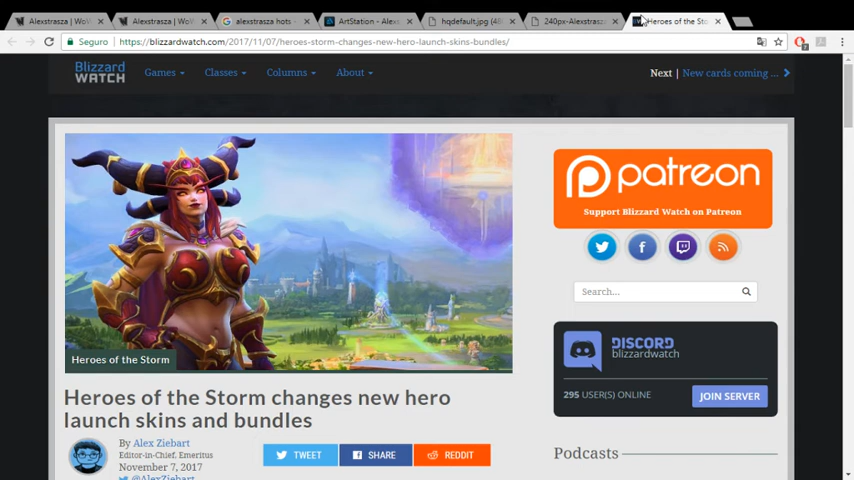 Alexstrasza | WoW
Alexstrasza | WoW
alexstrasza hots -
ArtStation - Alexs
hqdefault.jpg (48
240px-Alexstrasz
Heroes of the Sto
Seguro
https://blizzardwatch.com/2017/11/07/heroes-storm-changes-new-hero-launch-skins-bundles/
Blizzard
WATCH
Games
Classes
Columns
About
Next | New cards coming ...
Heroes of the Storm
Heroes of the Storm changes new hero
launch skins and bundles
By Alex Ziebart
Editor-in-Chief, Emeritus
November 7, 2017
@AlexZiebart
TWEET
SHARE
REDDIT
patreon
Support Blizzard Watch on Patreon
Search...
DISCORD
blizzardwatch
295 USER(S) ONLINE
JOIN SERVER
Podcasts